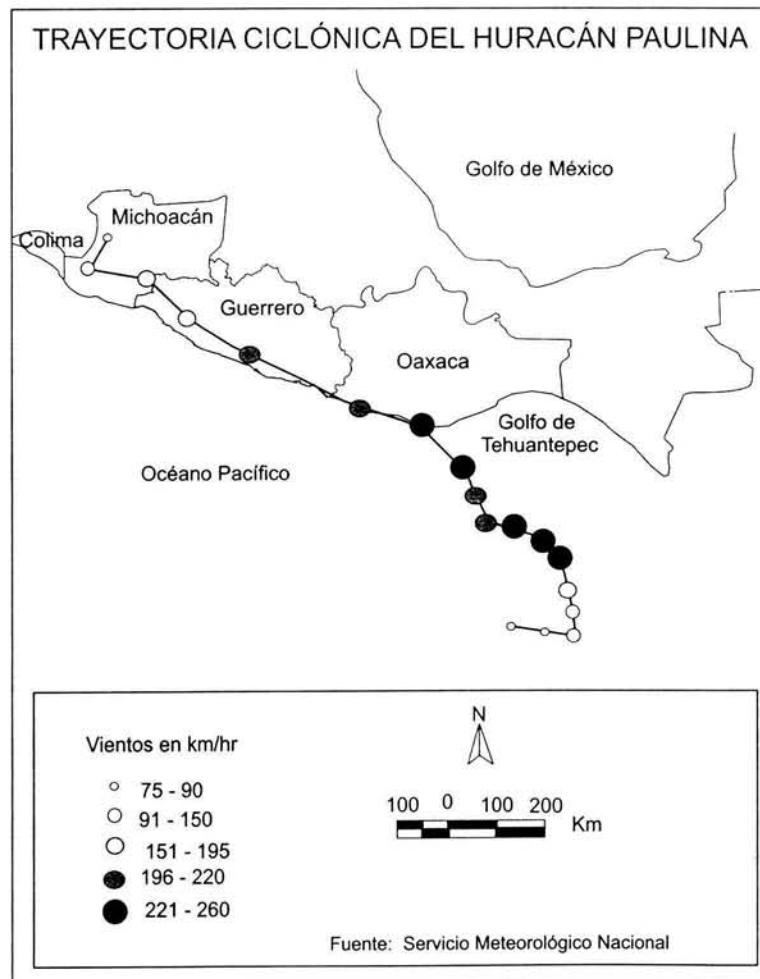 TRAYECTORIA CICLÓNICA DEL HURACÁN PAULINA
Golfo de México
Michoacán
Colima
Guerrero
Oaxaca
Golfo de
Tehuantepec
Océano Pacífico
Vientos en km/hr
75 - 90
91 - 150
151 - 195
196 - 220
221 - 260
N
100 0 100 200
Km
Fuente: Servicio Meteorológico Nacional